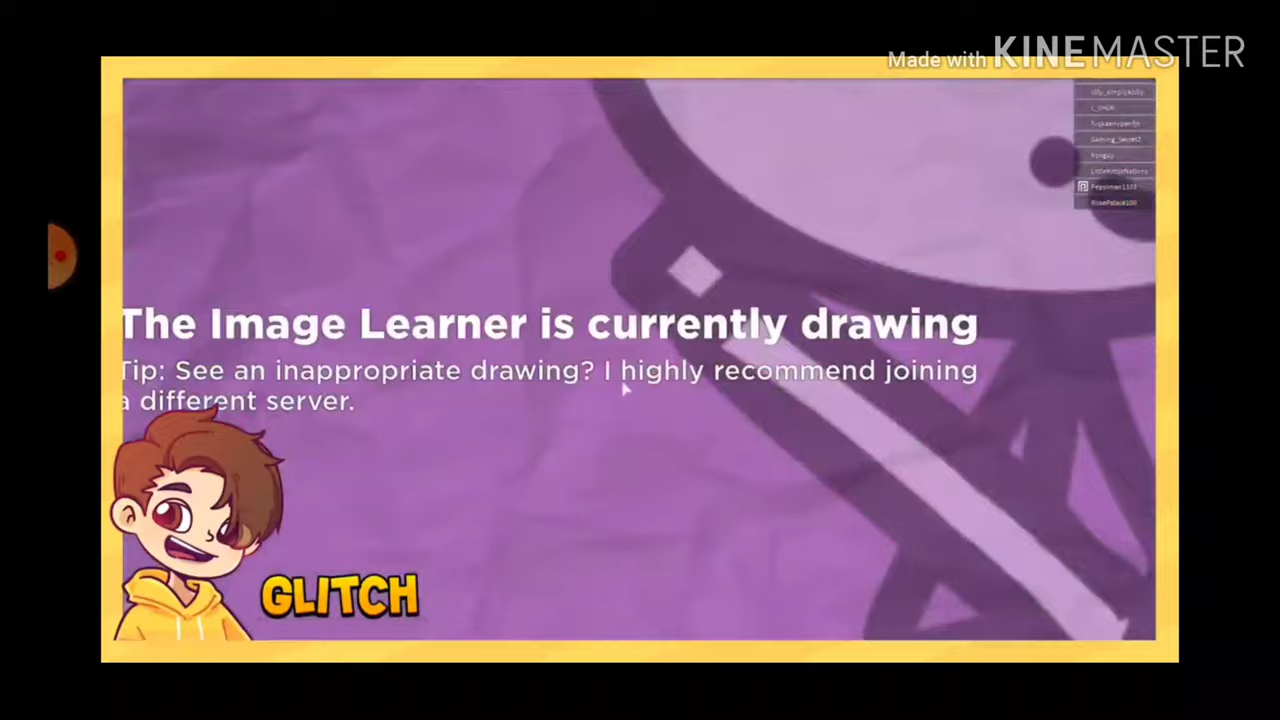 Made with KINEMASTER
The Image Learner is currently drawing
Tip: See an inappropriate drawing? I highly recommend joining
a different server.
GLITCH